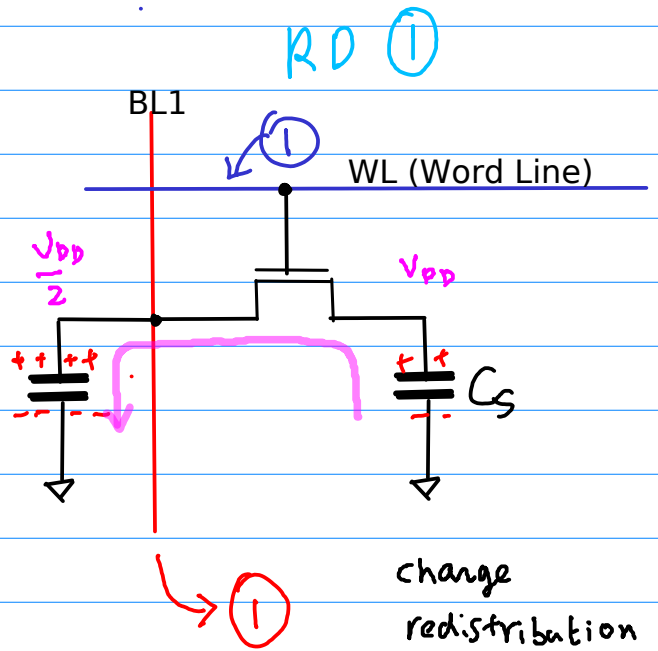 RD ①
BL1
①
WL (Word Line)
VDD/2
VDD
+ + + +
+ +
- - - -
- -
Cs
①
change
redistribution